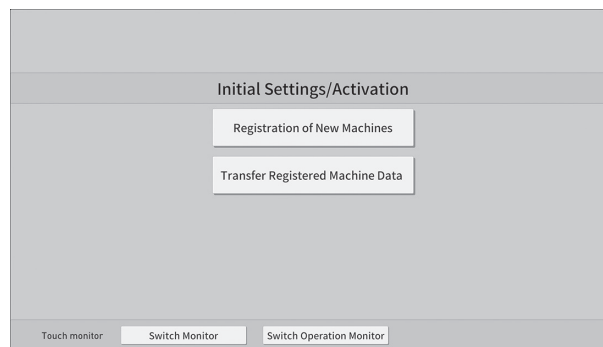 Initial Settings/Activation
Registration of New Machines
Transfer Registered Machine Data
Touch monitor Switch Monitor Switch Operation Monitor